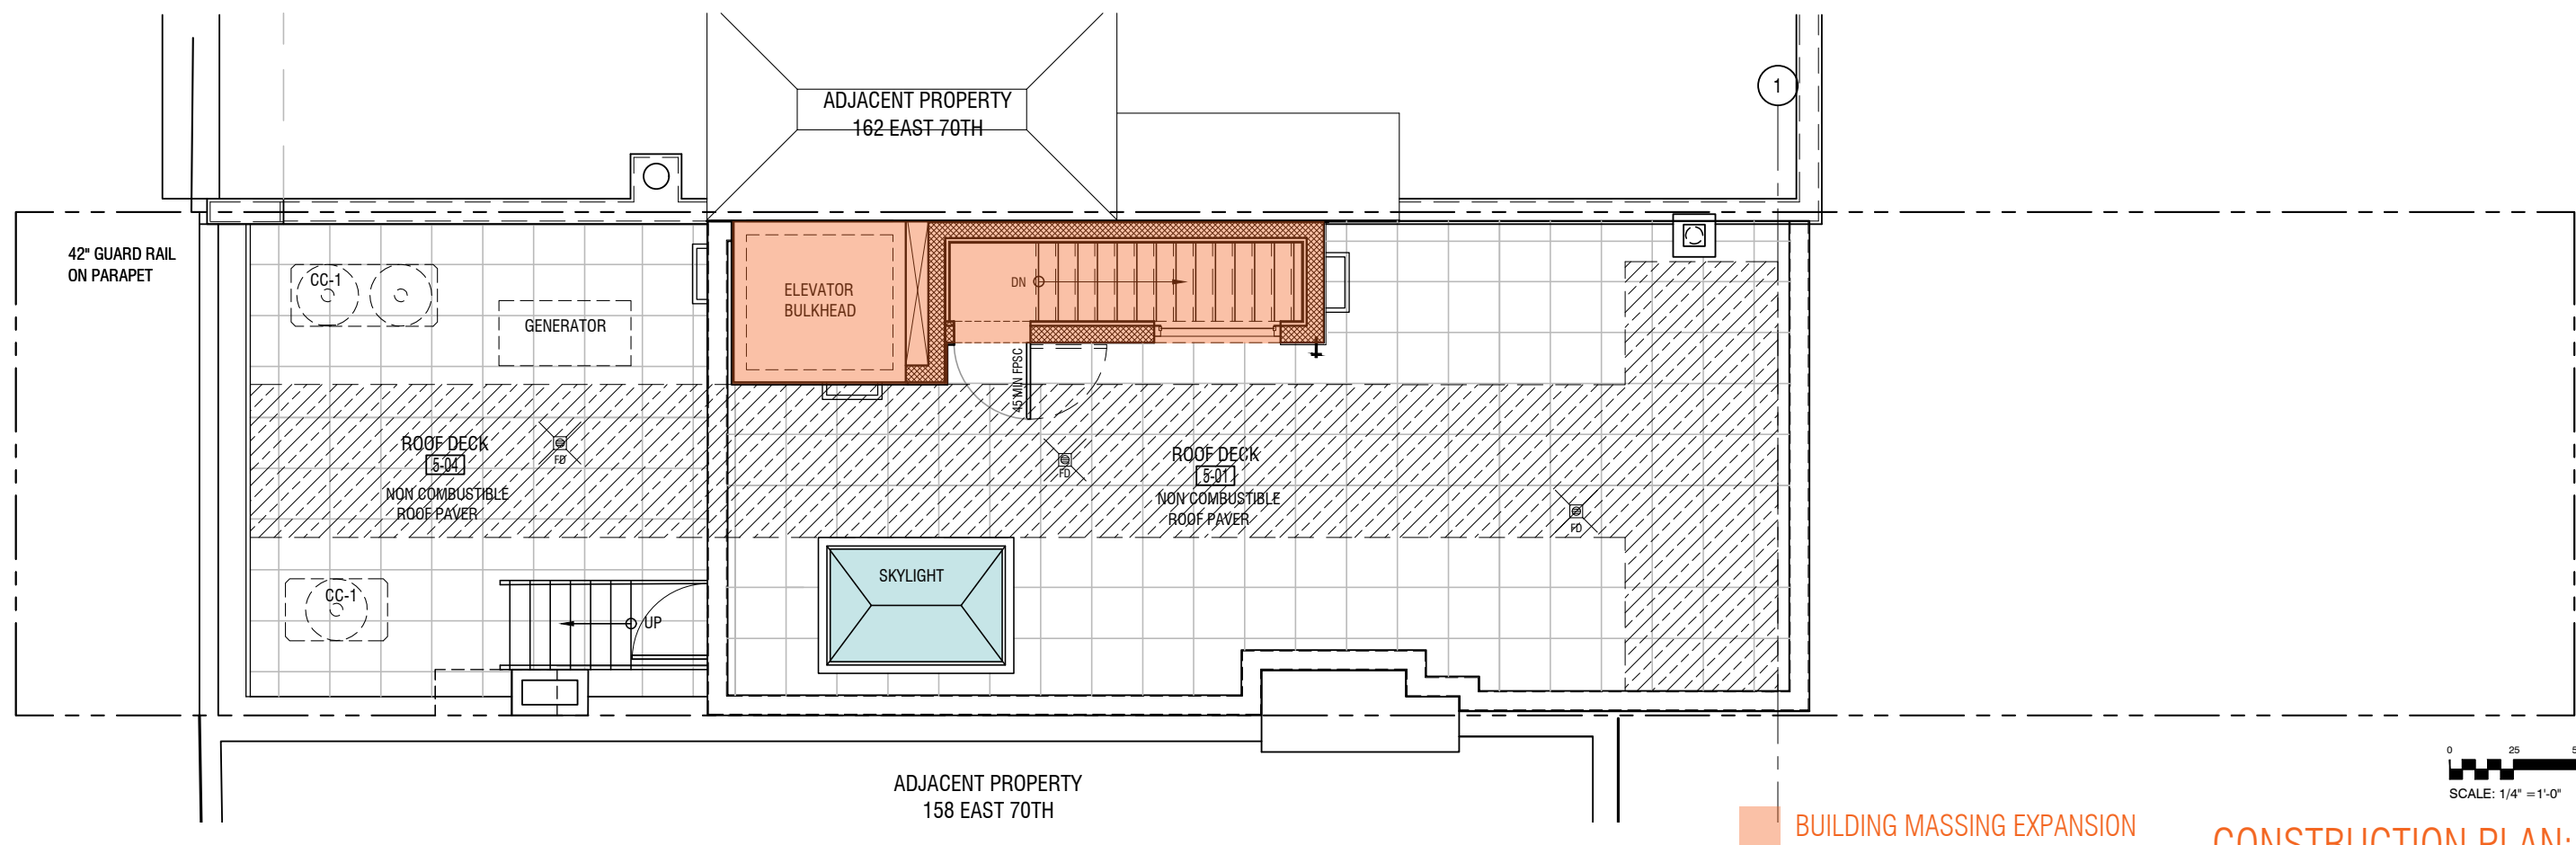 ADJACENT PROPERTY
162 EAST 70TH
1
42" GUARD RAIL
ON PARAPET
CC-1
GENERATOR
ELEVATOR
BULKHEAD
DN
45 MIN FPSC
ROOF DECK
5-04
FD
NON COMBUSTIBLE
ROOF PAVER
FD
ROOF DECK
5-01
NON COMBUSTIBLE
ROOF PAVER
FD
SKYLIGHT
CC-1
UP
ADJACENT PROPERTY
158 EAST 70TH
0 25
SCALE: 1/4" =1'-0"
BUILDING MASSING EXPANSION
CONSTRUCTION PLAN: